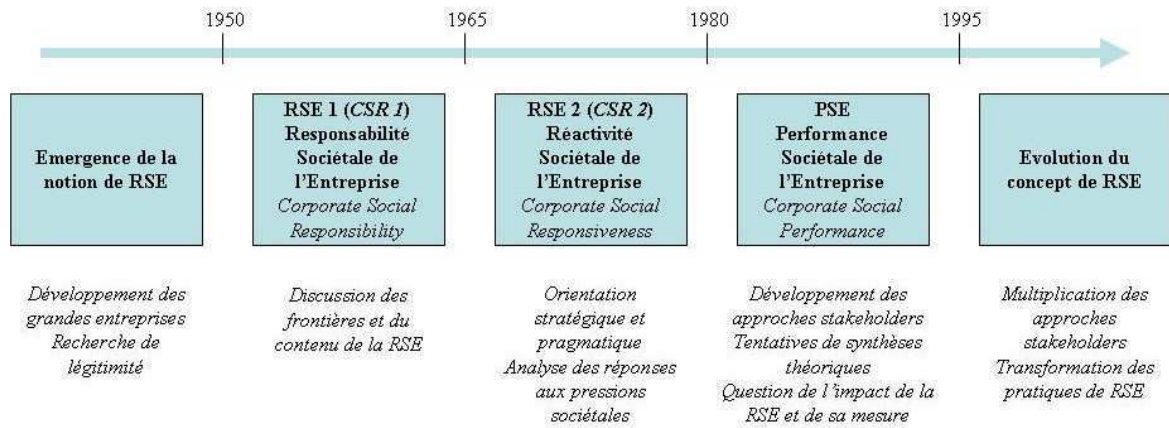 1950
1965
1980
1995
Emergence de la
notion de RSE
RSE 1 (CSR 1)
Responsabilité
Sociétale de
l'Entreprise
Corporate Social
Responsibility
RSE 2 (CSR 2)
Réactivité
Sociétale de
l'Entreprise
Corporate Social
Responsiveness
PSE
Performance
Sociétale de
l'Entreprise
Corporate Social
Performance
Evolution du
concept de RSE
Développement des
grandes entreprises
Recherche de
légitimité
Discussion des
frontières et du
contenu de la RSE
Orientation
stratégique et
pragmatique
Analyse des réponses
aux pressions
sociétales
Développement des
approches stakeholders
Tentatives de synthèses
théoriques
Question de l'impact de la
RSE et de sa mesure
Multiplication des
approches
stakeholders
Transformation des
pratiques de RSE